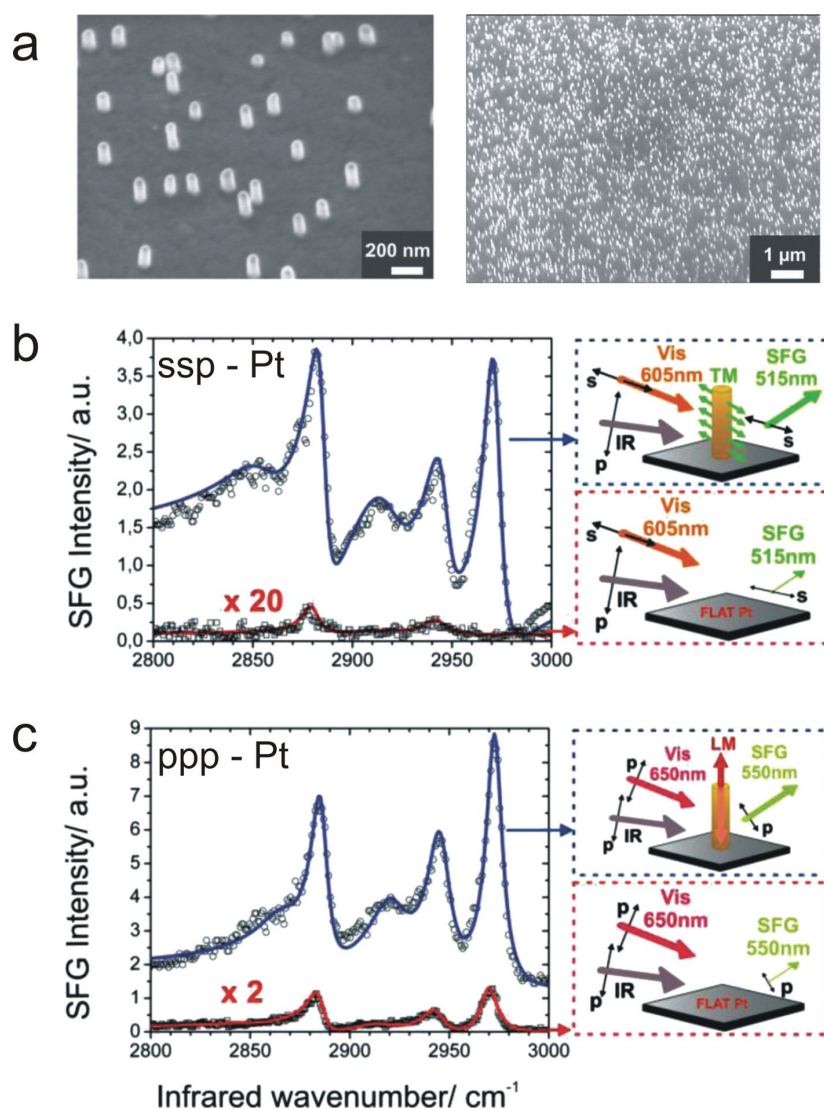 a
200 nm
1 µm
b
ssp - Pt
4,0
3,5
3,0
2,5
2,0
1,5
1,0
0,5
0,0
x 20
2800 2850 2900 2950 3000
SFG Intensity/ a.u.
Vis
605nm
TM
SFG
515nm
s
s
IR
p
Vis
605nm
SFG
515nm
s
s
IR
p
FLAT Pt
c
ppp - Pt
9
8
7
6
5
4
3
2
1
0
x 2
2800 2850 2900 2950 3000
SFG Intensity/ a.u.
Infrared wavenumber/ cm⁻¹
Vis
650nm
LM
SFG
550nm
p
p
IR
p
Vis
650nm
SFG
550nm
p
p
IR
p
FLAT Pt